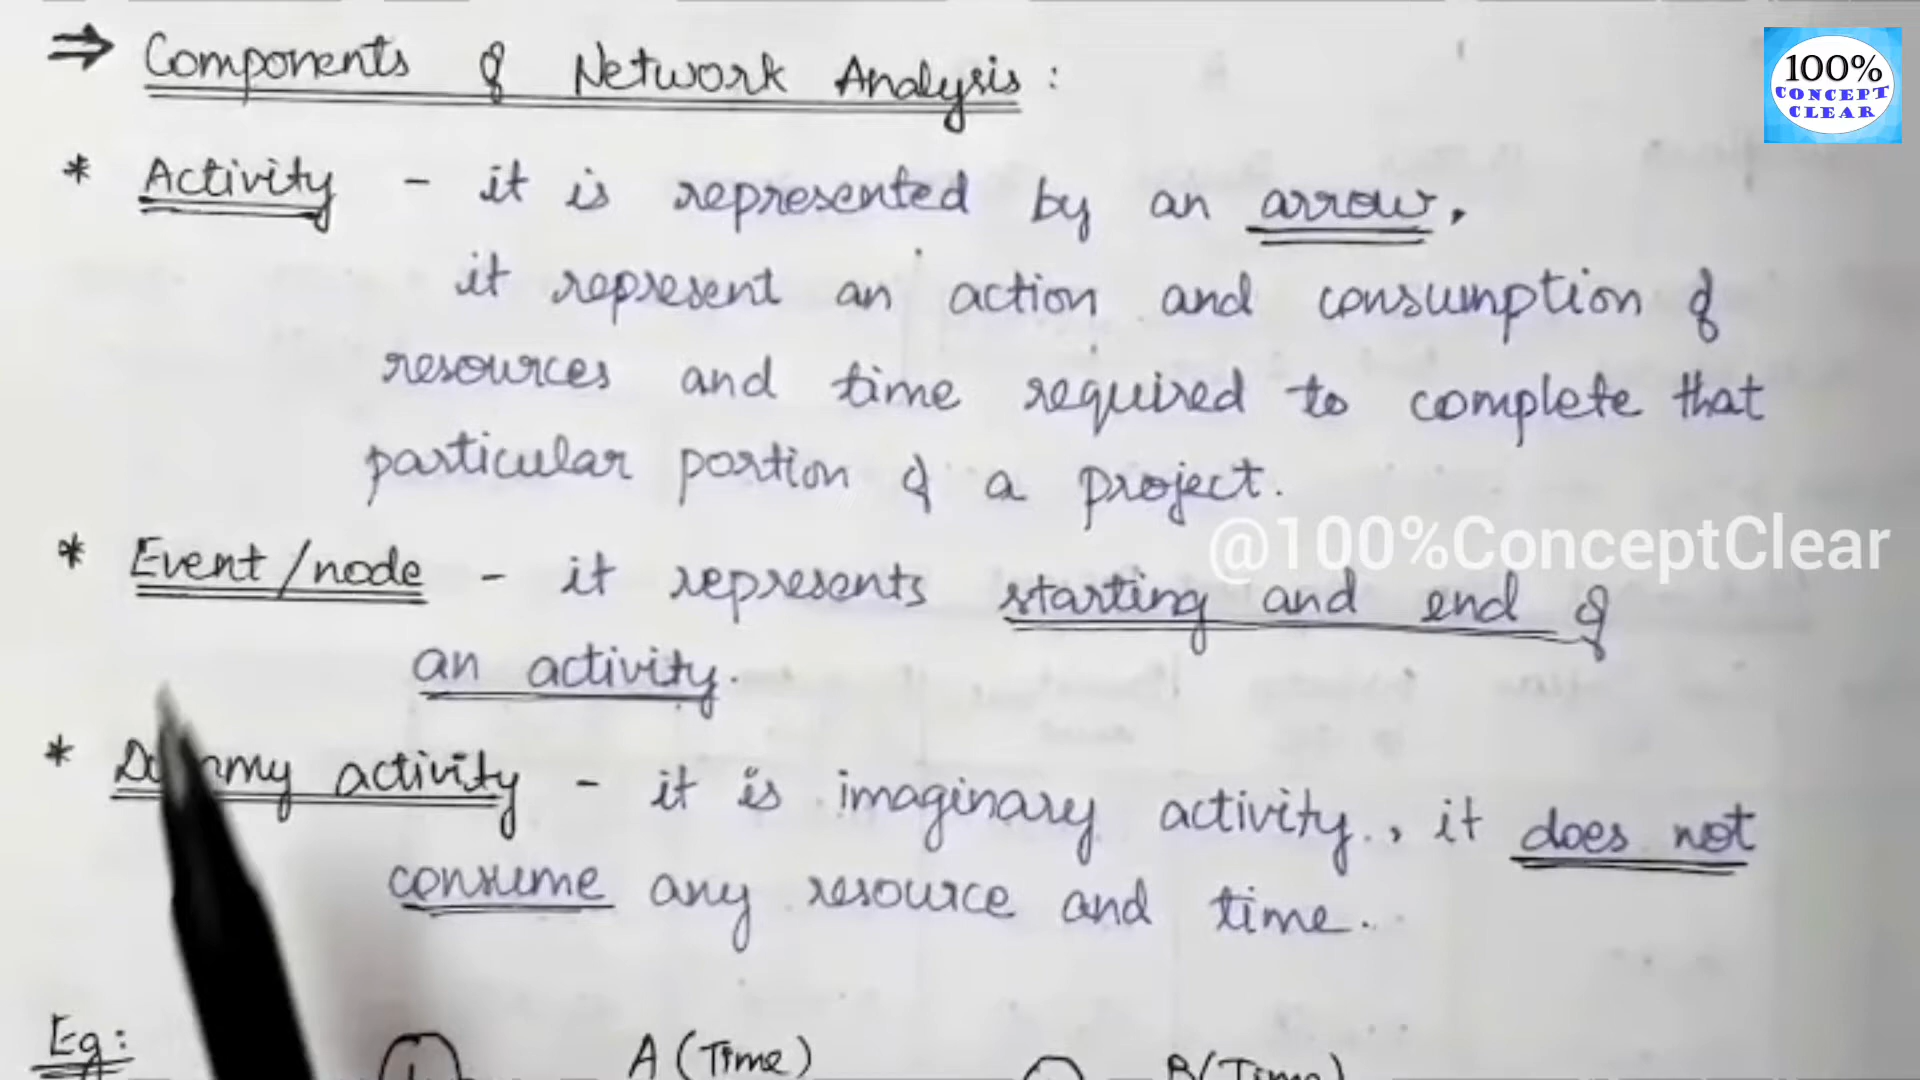 ⇒ Components of Network Analysis :
100%
CONCEPT
CLEAR
* Activity - it is represented by an arrow.
it represent an action and consumption of
resources and time required to complete that
particular portion of a project.
@100%ConceptClear
* Event/node - it represents starting and end of
an activity.
* Dummy activity - it is imaginary activity, it does not
consume any resource and time.
Eg: 1 A (Time) B (Time)